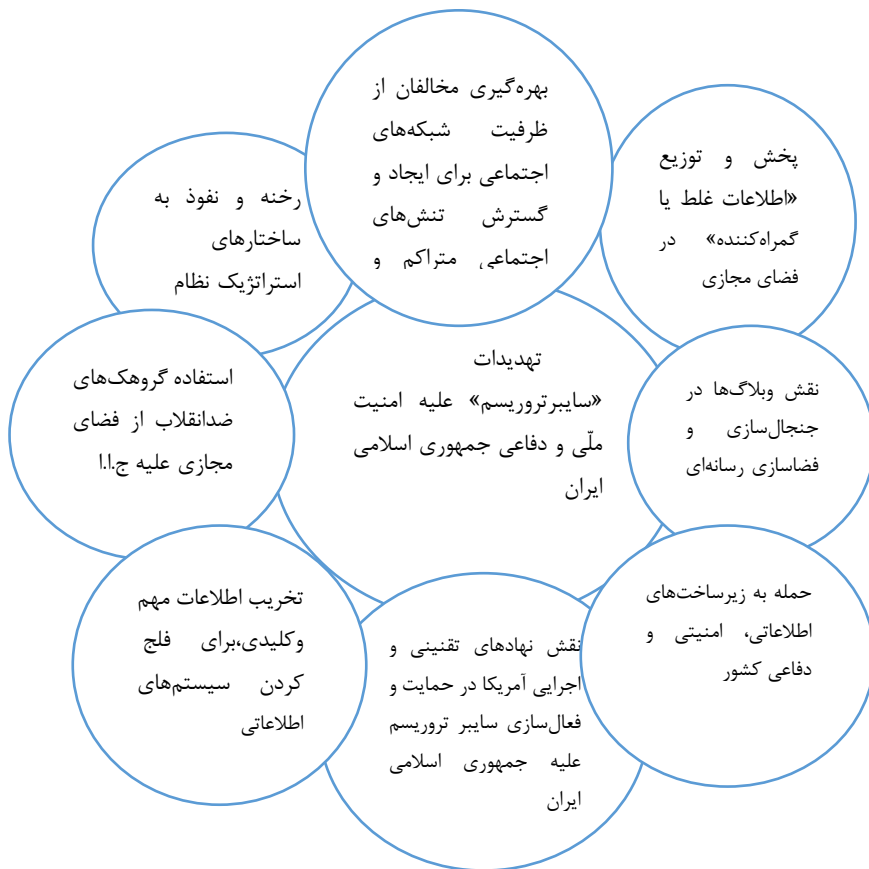 بهره‌گیری مخالفان از
ظرفیت شبکه‌های
اجتماعی برای ایجاد و
گسترش تنش‌های
اجتماعی متراکم و
پخش و توزیع
«اطلاعات غلط یا
گمراه‌کننده» در
فضای مجازی
نقش وبلاگ‌ها در
جنجال‌سازی و
فضاسازی رسانه‌ای
حمله به زیرساخت‌های
اطلاعاتی، امنیتی و
دفاعی کشور
نقش نهادهای تقنینی و
اجرایی آمریکا در حمایت و
فعال‌سازی سایبر تروریسم
علیه جمهوری اسلامی
ایران
تخریب اطلاعات مهم
وکلیدی،برای فلج
کردن سیستم‌های
اطلاعاتی
استفاده گروهک‌های
ضدانقلاب از فضای
مجازی علیه ج.ا.ا
رخنه و نفوذ به
ساختارهای
استراتژیک نظام
تهدیدات
«سایبرتروریسم» علیه امنیت
ملّی و دفاعی جمهوری اسلامی
ایران